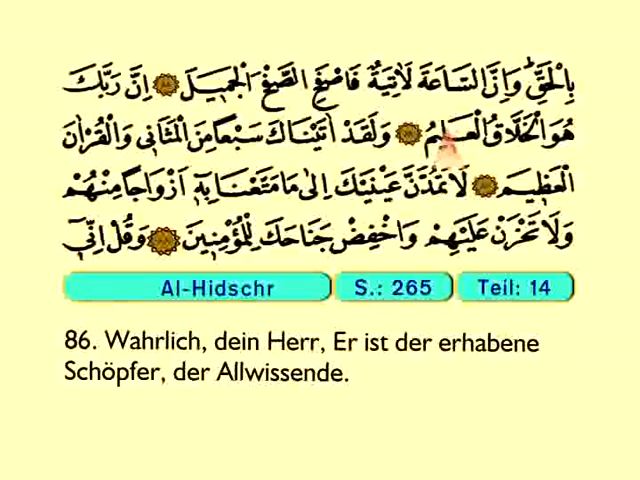 بِالْحَقِّ وَإِنَّ السَّاعَةَ لَآتِيَةٌ فَاصْفَحِ الصَّفْحَ الْجَمِيلَ ۝ إِنَّ رَبَّكَ
هُوَ الْخَلَّاقُ الْعَلِيمُ ۝ وَلَقَدْ آتَيْنَاكَ سَبْعًا مِنَ الْمَثَانِي وَالْقُرْآنَ
الْعَظِيمَ ۝ لَا تَمُدَّنَّ عَيْنَيْكَ إِلَىٰ مَا مَتَّعْنَا بِهِ أَزْوَاجًا مِنْهُمْ
وَلَا تَحْزَنْ عَلَيْهِمْ وَاخْفِضْ جَنَاحَكَ لِلْمُؤْمِنِينَ ۝ وَقُلْ إِنِّي
Al-Hidschr S.: 265 Teil: 14
86. Wahrlich, dein Herr, Er ist der erhabene
Schöpfer, der Allwissende.